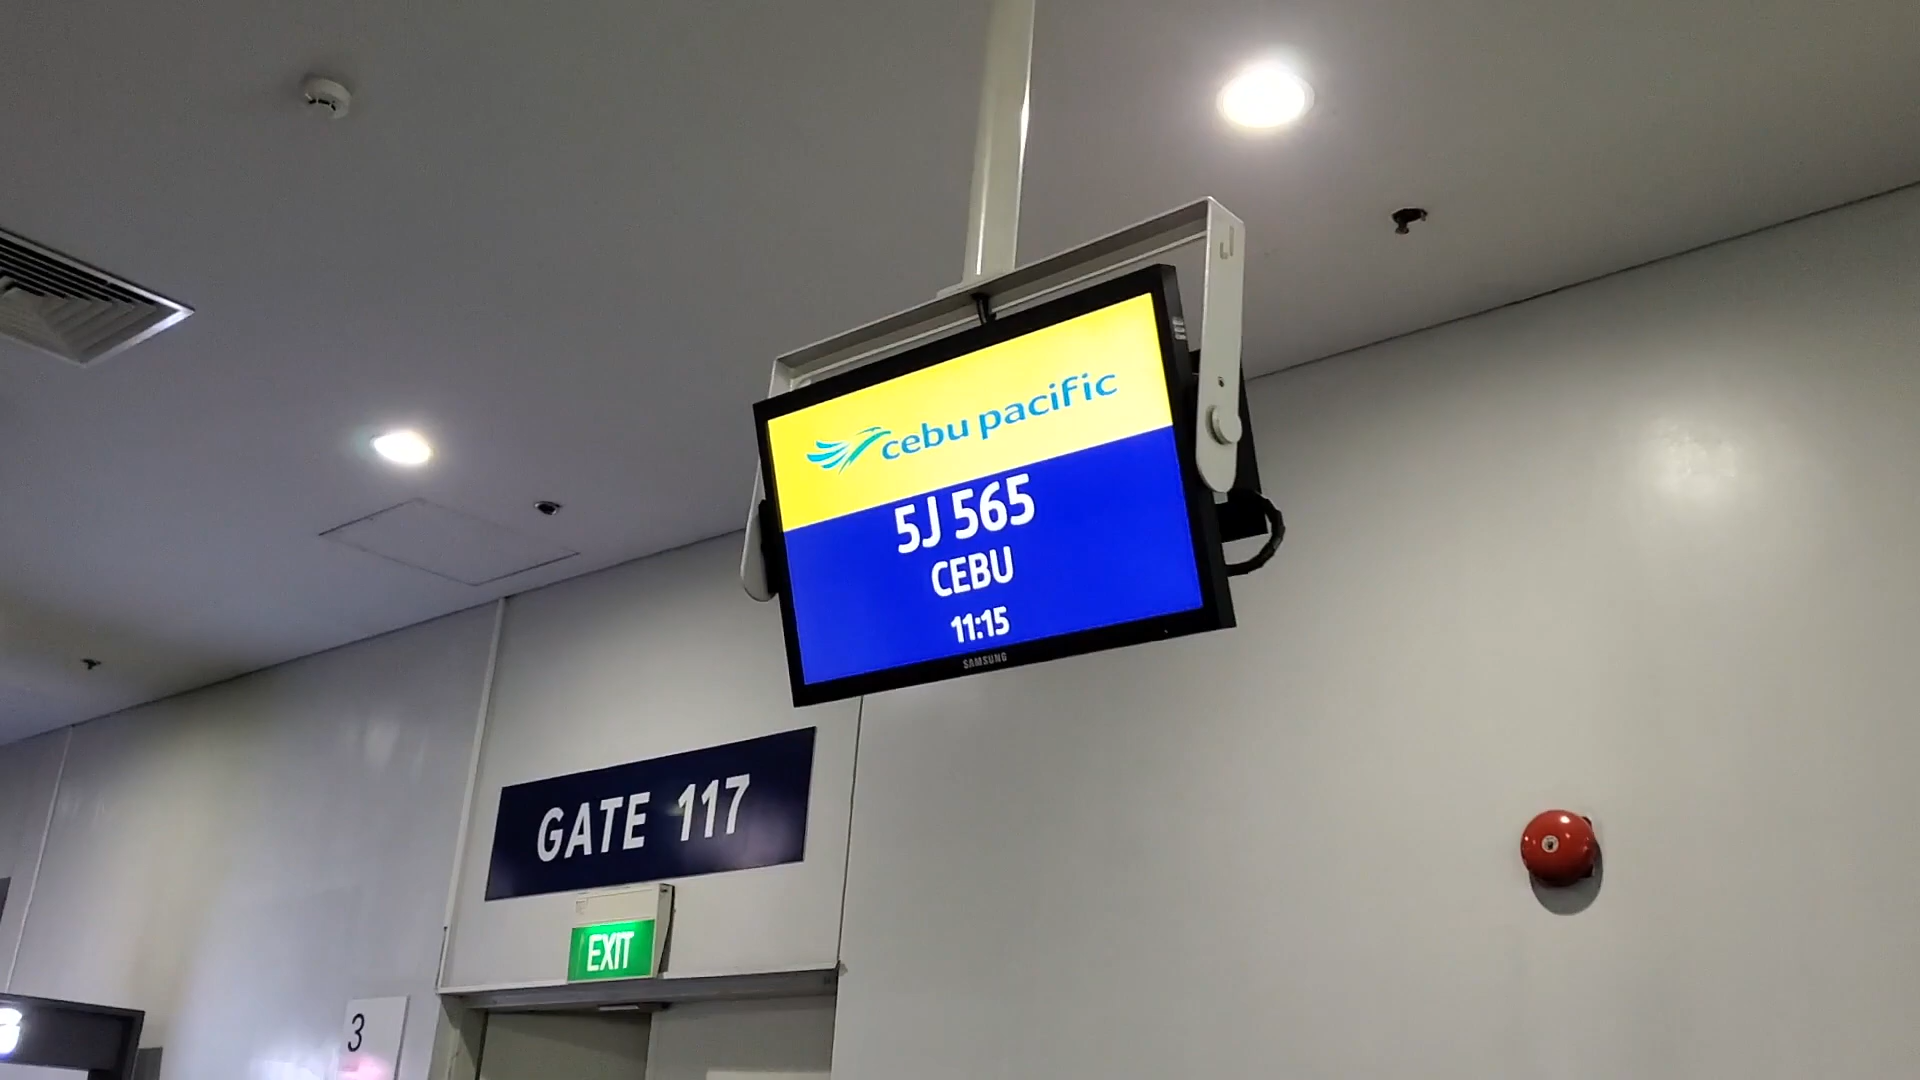 cebu pacific
5J 565
CEBU
11:15
SAMSUNG
GATE 117
EXIT
3